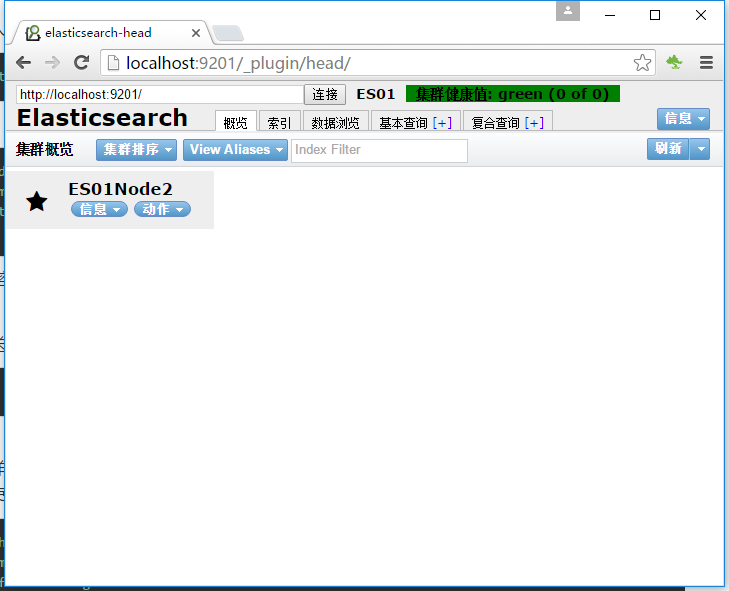 elasticsearch-head
localhost:9201/_plugin/head/
http://localhost:9201/ 连接 ES01 集群健康值: green (0 of 0)
Elasticsearch 概览 索引 数据浏览 基本查询 [+] 复合查询 [+] 信息
集群概览 集群排序 View Aliases Index Filter 刷新
ES01Node2
信息 动作